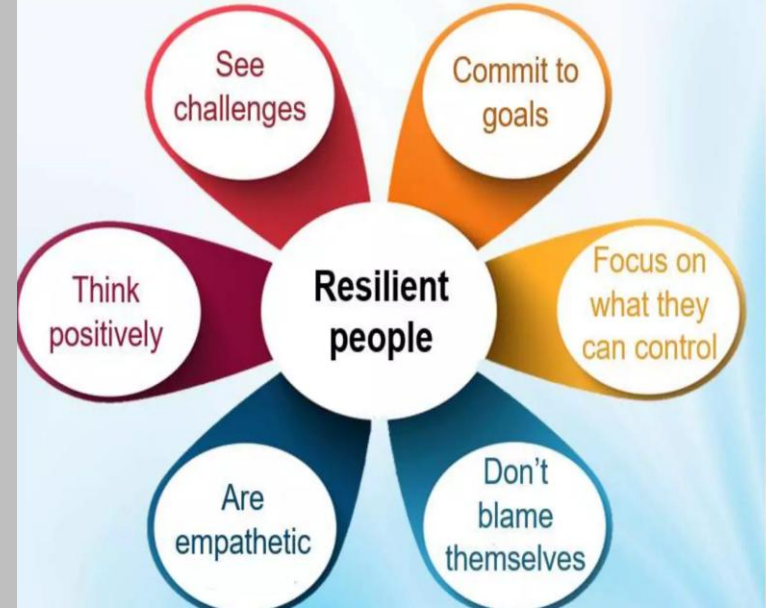 See
challenges
Commit to
goals
Think
positively
Resilient
people
Focus on
what they
can control
Are
empathetic
Don't
blame
themselves